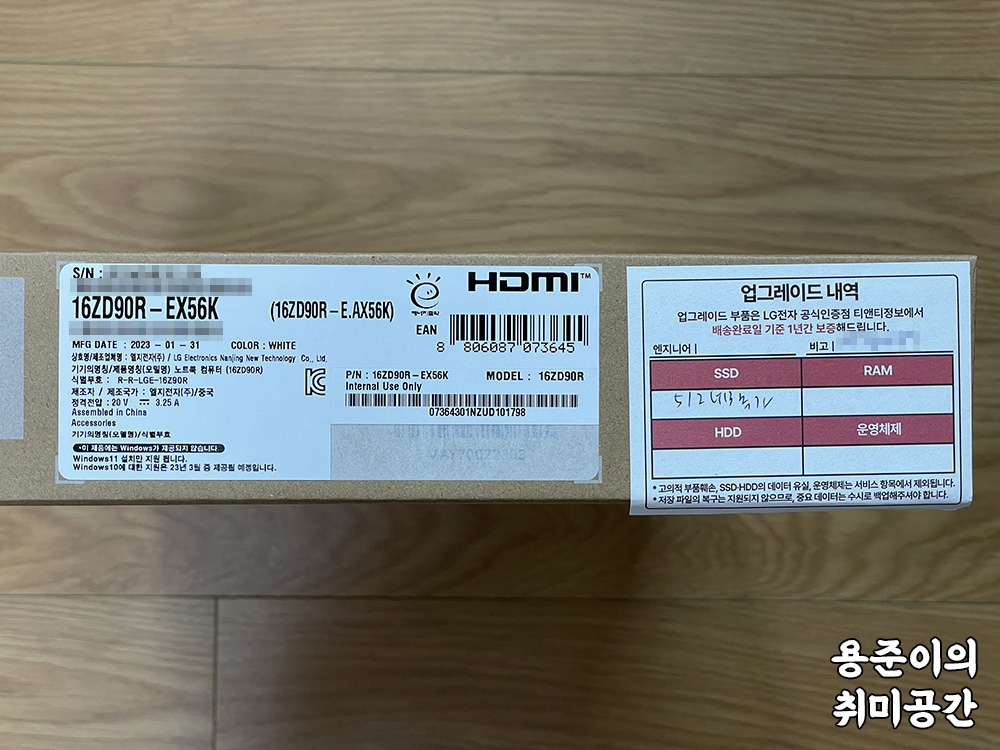 S/N :
16ZD90R-EX56K (16ZD90R-E.AX56K)
에너지절약
HDMI™
EAN
8 806087 073645
MFG DATE : 2023-01-31 COLOR : WHITE
상호명/제조업체명 : 엘지전자(주) / LG Electronics Nanjing New Technology Co., Ltd.
기기의명칭/제품명칭(모델명) 노트북 컴퓨터 (16ZD90R)
식별부호 : R-R-LGE-16Z90R
제조자 / 제조국가 : 엘지전자(주)/중국
정격전압 : 20 V ⎓ 3.25 A
Assembled in China
Accessories
기기의명칭(모델명)/식별부호
•이 제품에는 Windows가 제공되지 않습니다.
Windows11 설치만 지원 됩니다.
Windows10에 대한 지원은 23년 3월 중 제공될 예정입니다.
P/N : 16ZD90R-EX56K MODEL : 16ZD90R
Internal Use Only
07364301NZUD101798
업그레이드 내역
업그레이드 부품은 LG전자 공식인증점 티앤티정보에서
배송완료일 기준 1년간 보증해드립니다.
엔지니어 | 비고 |
SSD RAM
512
HDD 운영체제
* 고의적 부품훼손, SSD·HDD의 데이터 유실, 운영체제는 서비스 항목에서 제외됩니다.
* 저장 파일의 복구는 지원되지 않으므로, 중요 데이터는 수시로 백업해주셔야 합니다.
용준이의
취미공간